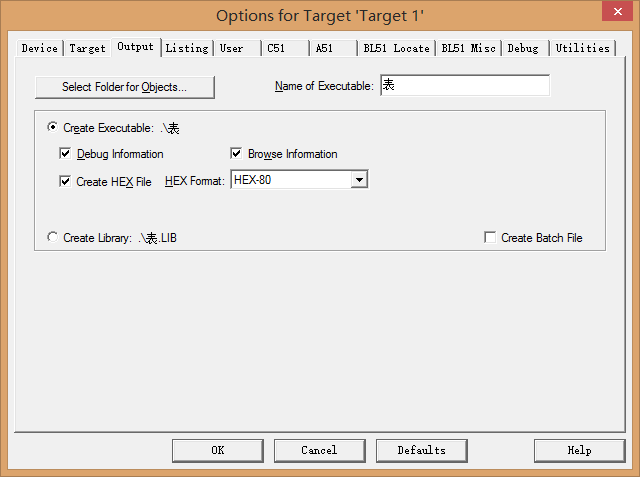 Options for Target 'Target 1'
Device Target Output Listing User C51 A51 BL51 Locate BL51 Misc Debug Utilities
Select Folder for Objects... Name of Executable: 表
Create Executable: .\表
Debug Information Browse Information
Create HEX File HEX Format: HEX-80
Create Library: .\表.LIB Create Batch File
OK Cancel Defaults Help